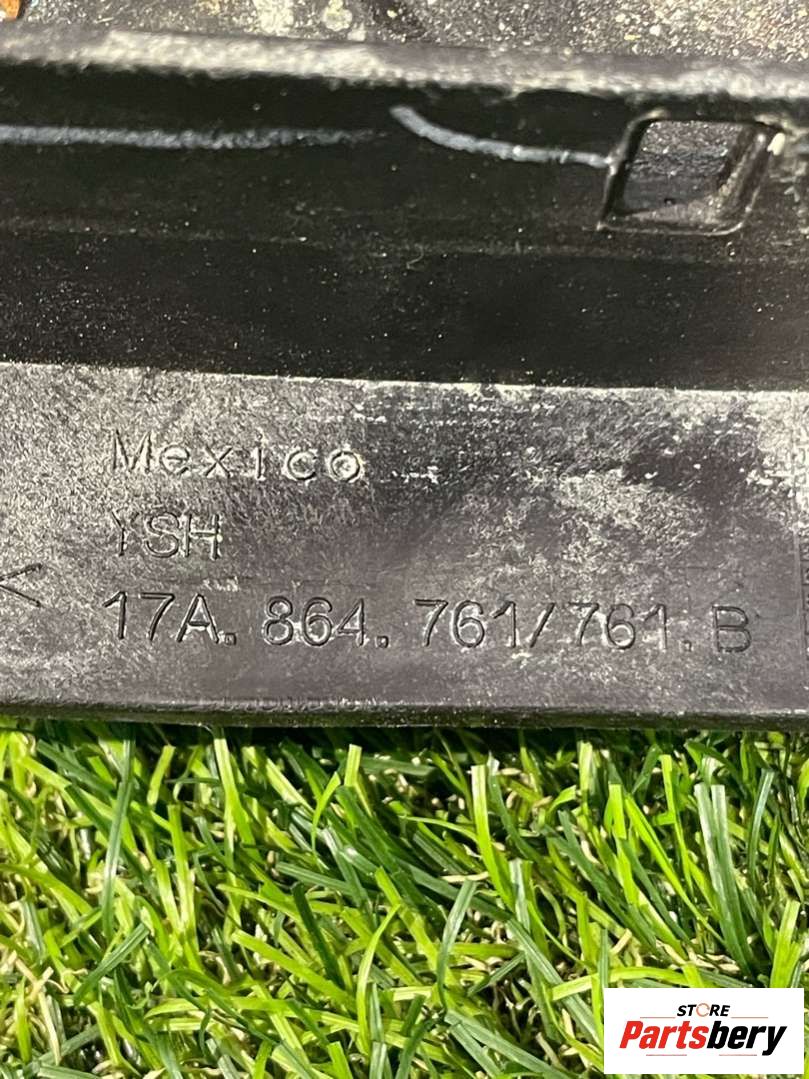 Mexico
YSH
<
17A. 864. 761/761. B
STORE
Partsbery